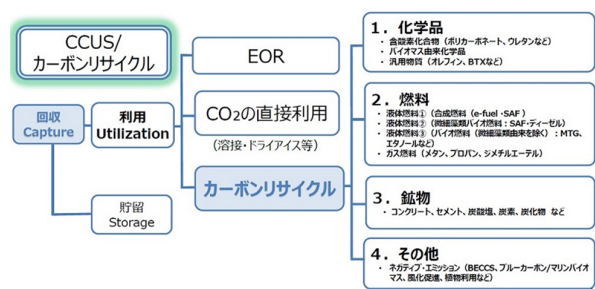 CCUS/
カーボンリサイクル
回収
Capture
利用
Utilization
貯留
Storage
EOR
CO2の直接利用
(溶接・ドライアイス等)
カーボンリサイクル
1．化学品
・ 含酸素化合物（ポリカーボネート、ウレタンなど）
・ バイオマス由来化学品
・ 汎用物質（オレフィン、BTXなど）
2．燃料
・ 液体燃料①（合成燃料（e-fuel・SAF）
・ 液体燃料②（微細藻類バイオ燃料：SAF・ディーゼル）
・ 液体燃料③（バイオ燃料（微細藻類由来を除く）：MTG、
エタノールなど）
・ ガス燃料（メタン、プロパン、ジメチルエーテル）
3．鉱物
・ コンクリート、セメント、炭酸塩、炭素、炭化物 など
4．その他
・ ネガティブ・エミッション（BECCS、ブルーカーボン/マリンバイオ
マス、風化促進、植物利用など）